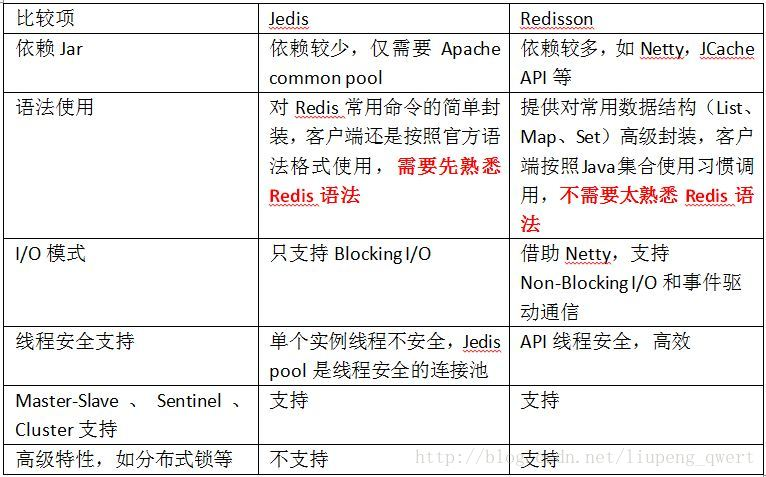 比较项 Jedis Redisson
依赖 Jar 依赖较少，仅需要 Apache 依赖较多，如 Netty，JCache
common pool API 等
语法使用 对 Redis 常用命令的简单封 提供对常用数据结构（List、
装，客户端还是按照官方语 Map、Set）高级封装，客户
法格式使用，需要先熟悉 端按照Java集合使用习惯调
Redis 语法 用，不需要太熟悉 Redis 语
法
I/O 模式 只支持 Blocking I/O 借助 Netty，支持
Non-Blocking I/O 和事件驱
动通信
线程安全支持 单个实例线程不安全，Jedis API 线程安全，高效
pool 是线程安全的连接池
Master-Slave 、 Sentinel 、 支持 支持
Cluster 支持
高级特性，如分布式锁等 不支持 支持
http://blog.csdn.net/liupeng_qwert